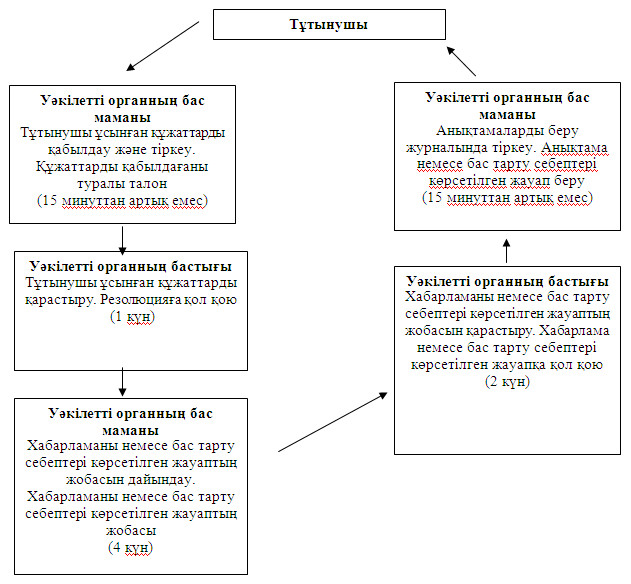 Тұтынушы
Уәкілетті органның бас
маманы
Тұтынушы ұсынған құжаттарды
қабылдау және тіркеу.
Құжаттарды қабылдағаны
туралы талон
(15 минуттан артық емес)
Уәкілетті органның бастығы
Тұтынушы ұсынған құжаттарды
қарастыру. Резолюцияға қол қою
(1 күн)
Уәкілетті органның бас
маманы
Хабарламаны немесе бас тарту
себептері көрсетілген жауаптың
жобасын дайындау.
Хабарламаны немесе бас тарту
себептері көрсетілген жауаптың
жобасы
(4 күн)
Уәкілетті органның бастығы
Хабарламаны немесе бас тарту
себептері көрсетілген жауаптың
жобасын қарастыру. Хабарлама
немесе бас тарту себептері
көрсетілген жауапқа қол қою
(2 күн)
Уәкілетті органның бас
маманы
Анықтамаларды беру
журналында тіркеу. Анықтама
немесе бас тарту себептері
көрсетілген жауап беру
(15 минуттан артық емес)